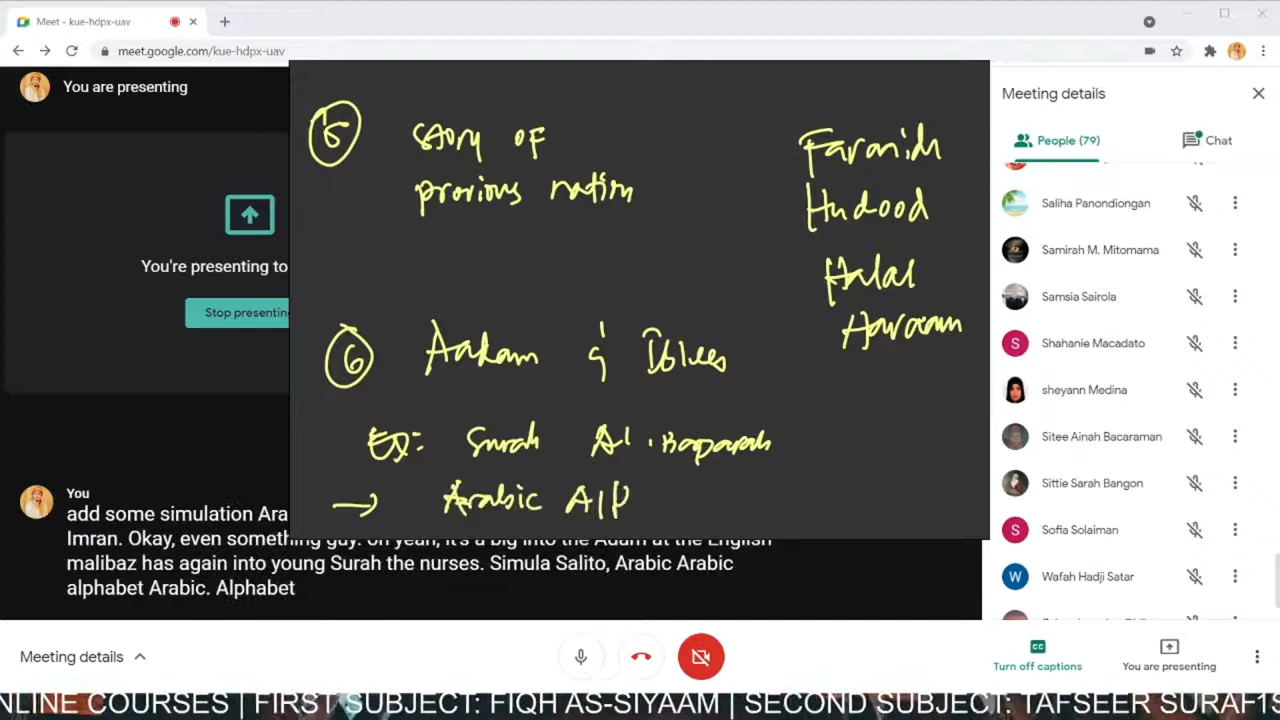 Meet - kue-hdpx-uav
meet.google.com/kue-hdpx-uav
You are presenting
You're presenting to
Stop presenting
5 story of
previous nation
Faraidh
Hudood
Halal
Haraam
6 Aadam & Iblees
Ex: Surah Al-Baqarah
→ Arabic Alp
You
add some simulation Ara
Imran. Okay, even something guy. Oh yeah, it's a big into the Adam at the English
malibaz has again into young Surah the nurses. Simula Salito, Arabic Arabic
alphabet Arabic. Alphabet
Meeting details
People (79)
Chat
Saliha Panondiongan
Samirah M. Mitomama
Samsia Sairola
S Shahanie Macadato
sheyann Medina
Sitee Ainah Bacaraman
Sittie Sarah Bangon
S Sofia Solaiman
W Wafah Hadji Satar
Meeting details
CC
Turn off captions
You are presenting
NLINE COURSES | FIRST SUBJECT: FIQH AS-SIYAAM | SECOND SUBJECT: TAFSEER SURAF1S